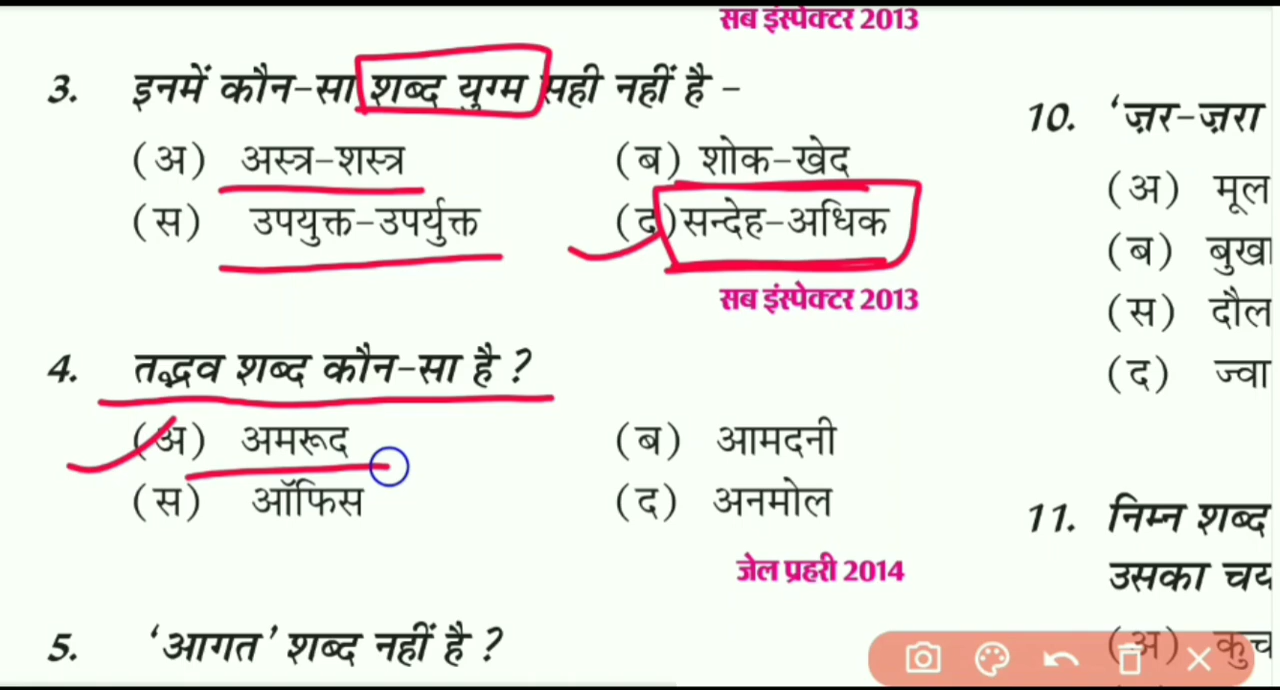 सब इंस्पेक्टर 2013
3. इनमें कौन-सा शब्द युग्म सही नहीं है -
(अ) अस्त्र-शस्त्र (ब) शोक-खेद
(स) उपयुक्त-उपर्युक्त (द) सन्देह-अधिक
सब इंस्पेक्टर 2013
4. तद्भव शब्द कौन-सा है ?
(अ) अमरूद (ब) आमदनी
(स) ऑफिस (द) अनमोल
जेल प्रहरी 2014
5. 'आगत' शब्द नहीं है ?
10. 'ज़र-ज़रा
(अ) मूल
(ब) बुखा
(स) दौल
(द) ज्वा
11. निम्न शब्द
उसका चय
(अ) कुच